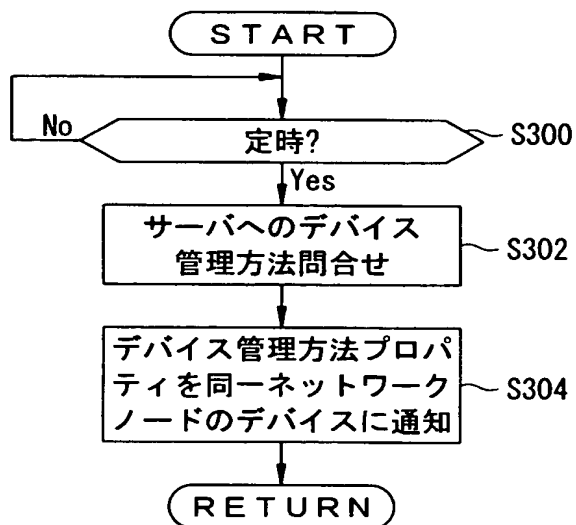 START
No
定時?
S300
Yes
サーバへのデバイス
管理方法問合せ
S302
デバイス管理方法プロパ
ティを同一ネットワーク
ノードのデバイスに通知
S304
RETURN